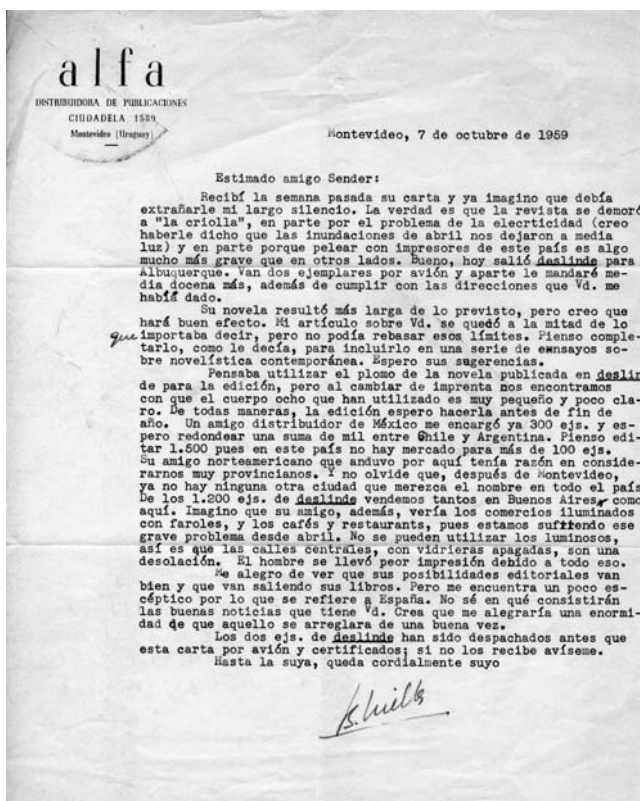 alfa
DISTRIBUIDORA DE PUBLICACIONES
CIUDADELA 1389
Montevideo (Uruguay)
Montevideo, 7 de octubre de 1959
Estimado amigo Sender:
Recibí la semana pasada su carta y ya imagino que debía
extrañarle mi largo silencio. La verdad es que la revista se demoró
a "la criolla", en parte por el problema de la elecrticidad (creo
haberle dicho que las inundaciones de abril nos dejaron a media
luz) y en parte porque pelear con impresores de este país es algo
mucho más grave que en otros lados. Bueno, hoy salió deslinde para
Albuquerque. Van dos ejemplares por avión y aparte le mandaré me-
dia docena más, además de cumplir con las direcciones que Vd. me
había dado.
Su novela resultó más larga de lo previsto, pero creo que
hará buen efecto. Mi artículo sobre Vd. se quedó a la mitad de lo
que importaba decir, pero no podía rebasar esos límites. Pienso comple-
tarlo, como le decía, para incluirlo en una serie de ensayos so-
bre novelística contemporánea. Espero sus sugerencias.
Pensaba utilizar el plomo de la novela publicada en deslin
de para la edición, pero al cambiar de imprenta nos encontramos
con que el cuerpo ocho que han utilizado es muy pequeño y poco cla-
ro. De todas maneras, la edición espero hacerla antes de fin de
año. Un amigo distribuidor de México me encargó ya 300 ejs. y es-
pero redondear una suma de mil entre Chile y Argentina. Pienso edi-
tar 1.500 pues en este país no hay mercado para más de 100 ejs.
Su amigo norteamericano que anduvo por aquí tenía razón en conside-
rarnos muy provincianos. Y no olvide que, después de Montevideo,
ya no hay ninguna otra ciudad que merezca el nombre en todo el país
De los 1.200 ejs. de deslinde vendemos tantos en Buenos Aires, como
aquí. Imagino que su amigo, además, vería los comercios iluminados
con faroles, y los cafés y restaurants, pues estamos sufriendo ese
grave problema desde abril. No se pueden utilizar los luminosos,
así es que las calles centrales, con vidrieras apagadas, son una
desolación. El hombre se llevó peor impresión debido a todo eso.
Me alegro de ver que sus posibilidades editoriales van
bien y que van saliendo sus libros. Pero me encuentra un poco es-
céptico por lo que se refiere a España. No sé en qué consistirán
las buenas noticias que tiene Vd. Crea que me alegraría una enormi-
dad de que aquello se arreglara de una buena vez.
Los dos ejs. de deslinde han sido despachados antes que
esta carta por avión y certificados; si no los recibe avíseme.
Hasta la suya, queda cordialmente suyo